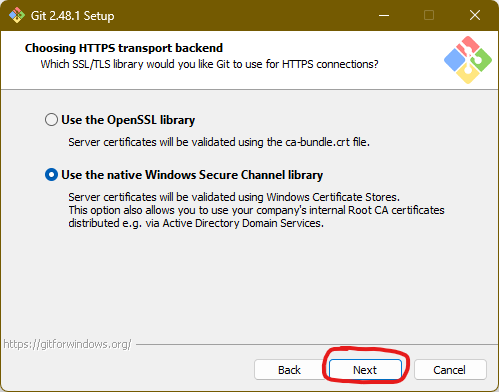 Git 2.48.1 Setup
Choosing HTTPS transport backend
Which SSL/TLS library would you like Git to use for HTTPS connections?
Use the OpenSSL library
Server certificates will be validated using the ca-bundle.crt file.
Use the native Windows Secure Channel library
Server certificates will be validated using Windows Certificate Stores.
This option also allows you to use your company's internal Root CA certificates
distributed e.g. via Active Directory Domain Services.
https://gitforwindows.org/
Back Next Cancel